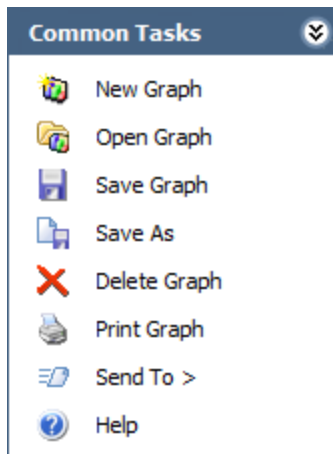 Common Tasks
New Graph
Open Graph
Save Graph
Save As
Delete Graph
Print Graph
Send To >
Help